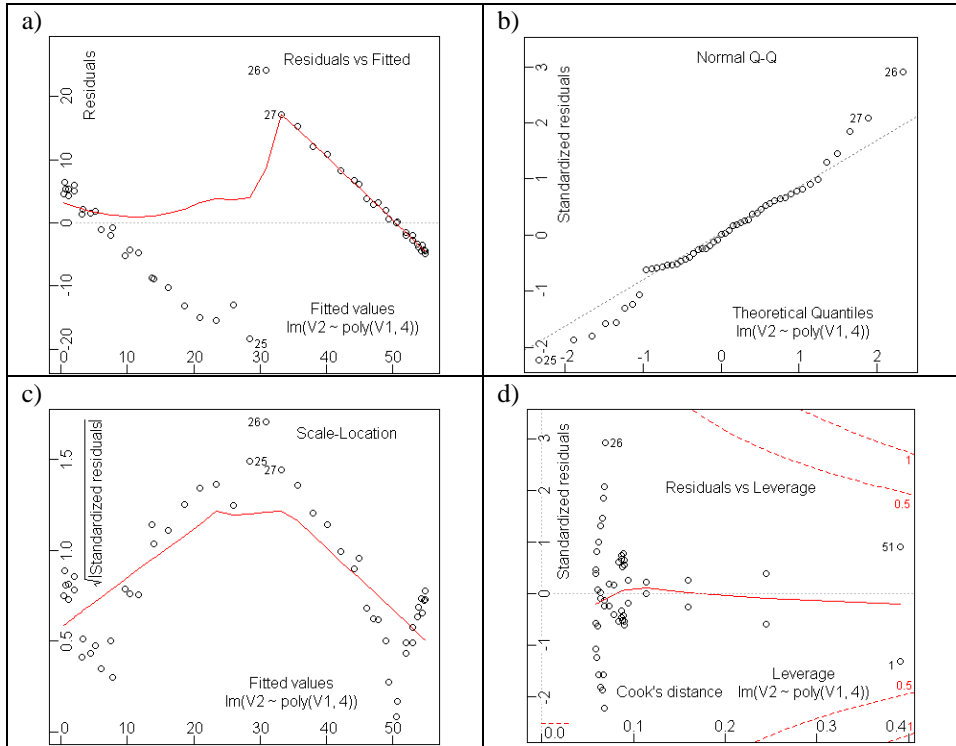 a)
Residuals vs Fitted
Residuals
26
27
25
20
10
0
-10
-20
Fitted values
lm(V2 ~ poly(V1, 4))
0 10 20 30 40 50
b)
Normal Q-Q
Standardized residuals
26
27
25
3
2
1
0
-1
-2
Theoretical Quantiles
lm(V2 ~ poly(V1, 4))
-2 -1 0 1 2
c)
Scale-Location
√|Standardized residuals|
26
25
27
1.5
1.0
0.5
Fitted values
lm(V2 ~ poly(V1, 4))
0 10 20 30 40 50
d)
Residuals vs Leverage
Standardized residuals
26
51
1
1
0.5
0.5
1
3
2
1
0
-1
-2
Leverage
Cook's distance lm(V2 ~ poly(V1, 4))
0.0 0.1 0.2 0.3 0.4